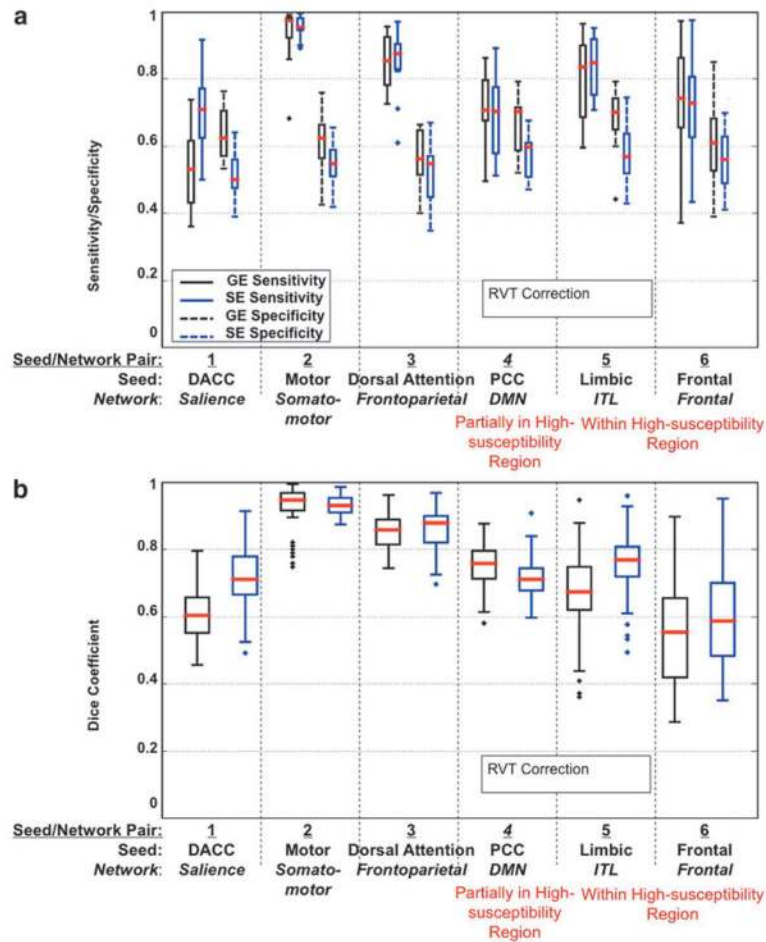 a
Sensitivity/Specificity
1
0.8
0.6
0.4
0.2
0
GE Sensitivity
SE Sensitivity
GE Specificity
SE Specificity
RVT Correction
Seed/Network Pair: 1 2 3 4 5 6
Seed: DACC Motor Dorsal Attention PCC Limbic Frontal
Network: Salience Somato-motor Frontoparietal DMN ITL Frontal
Partially in High-susceptibility Region
Within High-susceptibility Region
b
Dice Coefficient
1
0.8
0.6
0.4
0.2
0
RVT Correction
Seed/Network Pair: 1 2 3 4 5 6
Seed: DACC Motor Dorsal Attention PCC Limbic Frontal
Network: Salience Somato-motor Frontoparietal DMN ITL Frontal
Partially in High-susceptibility Region
Within High-susceptibility Region